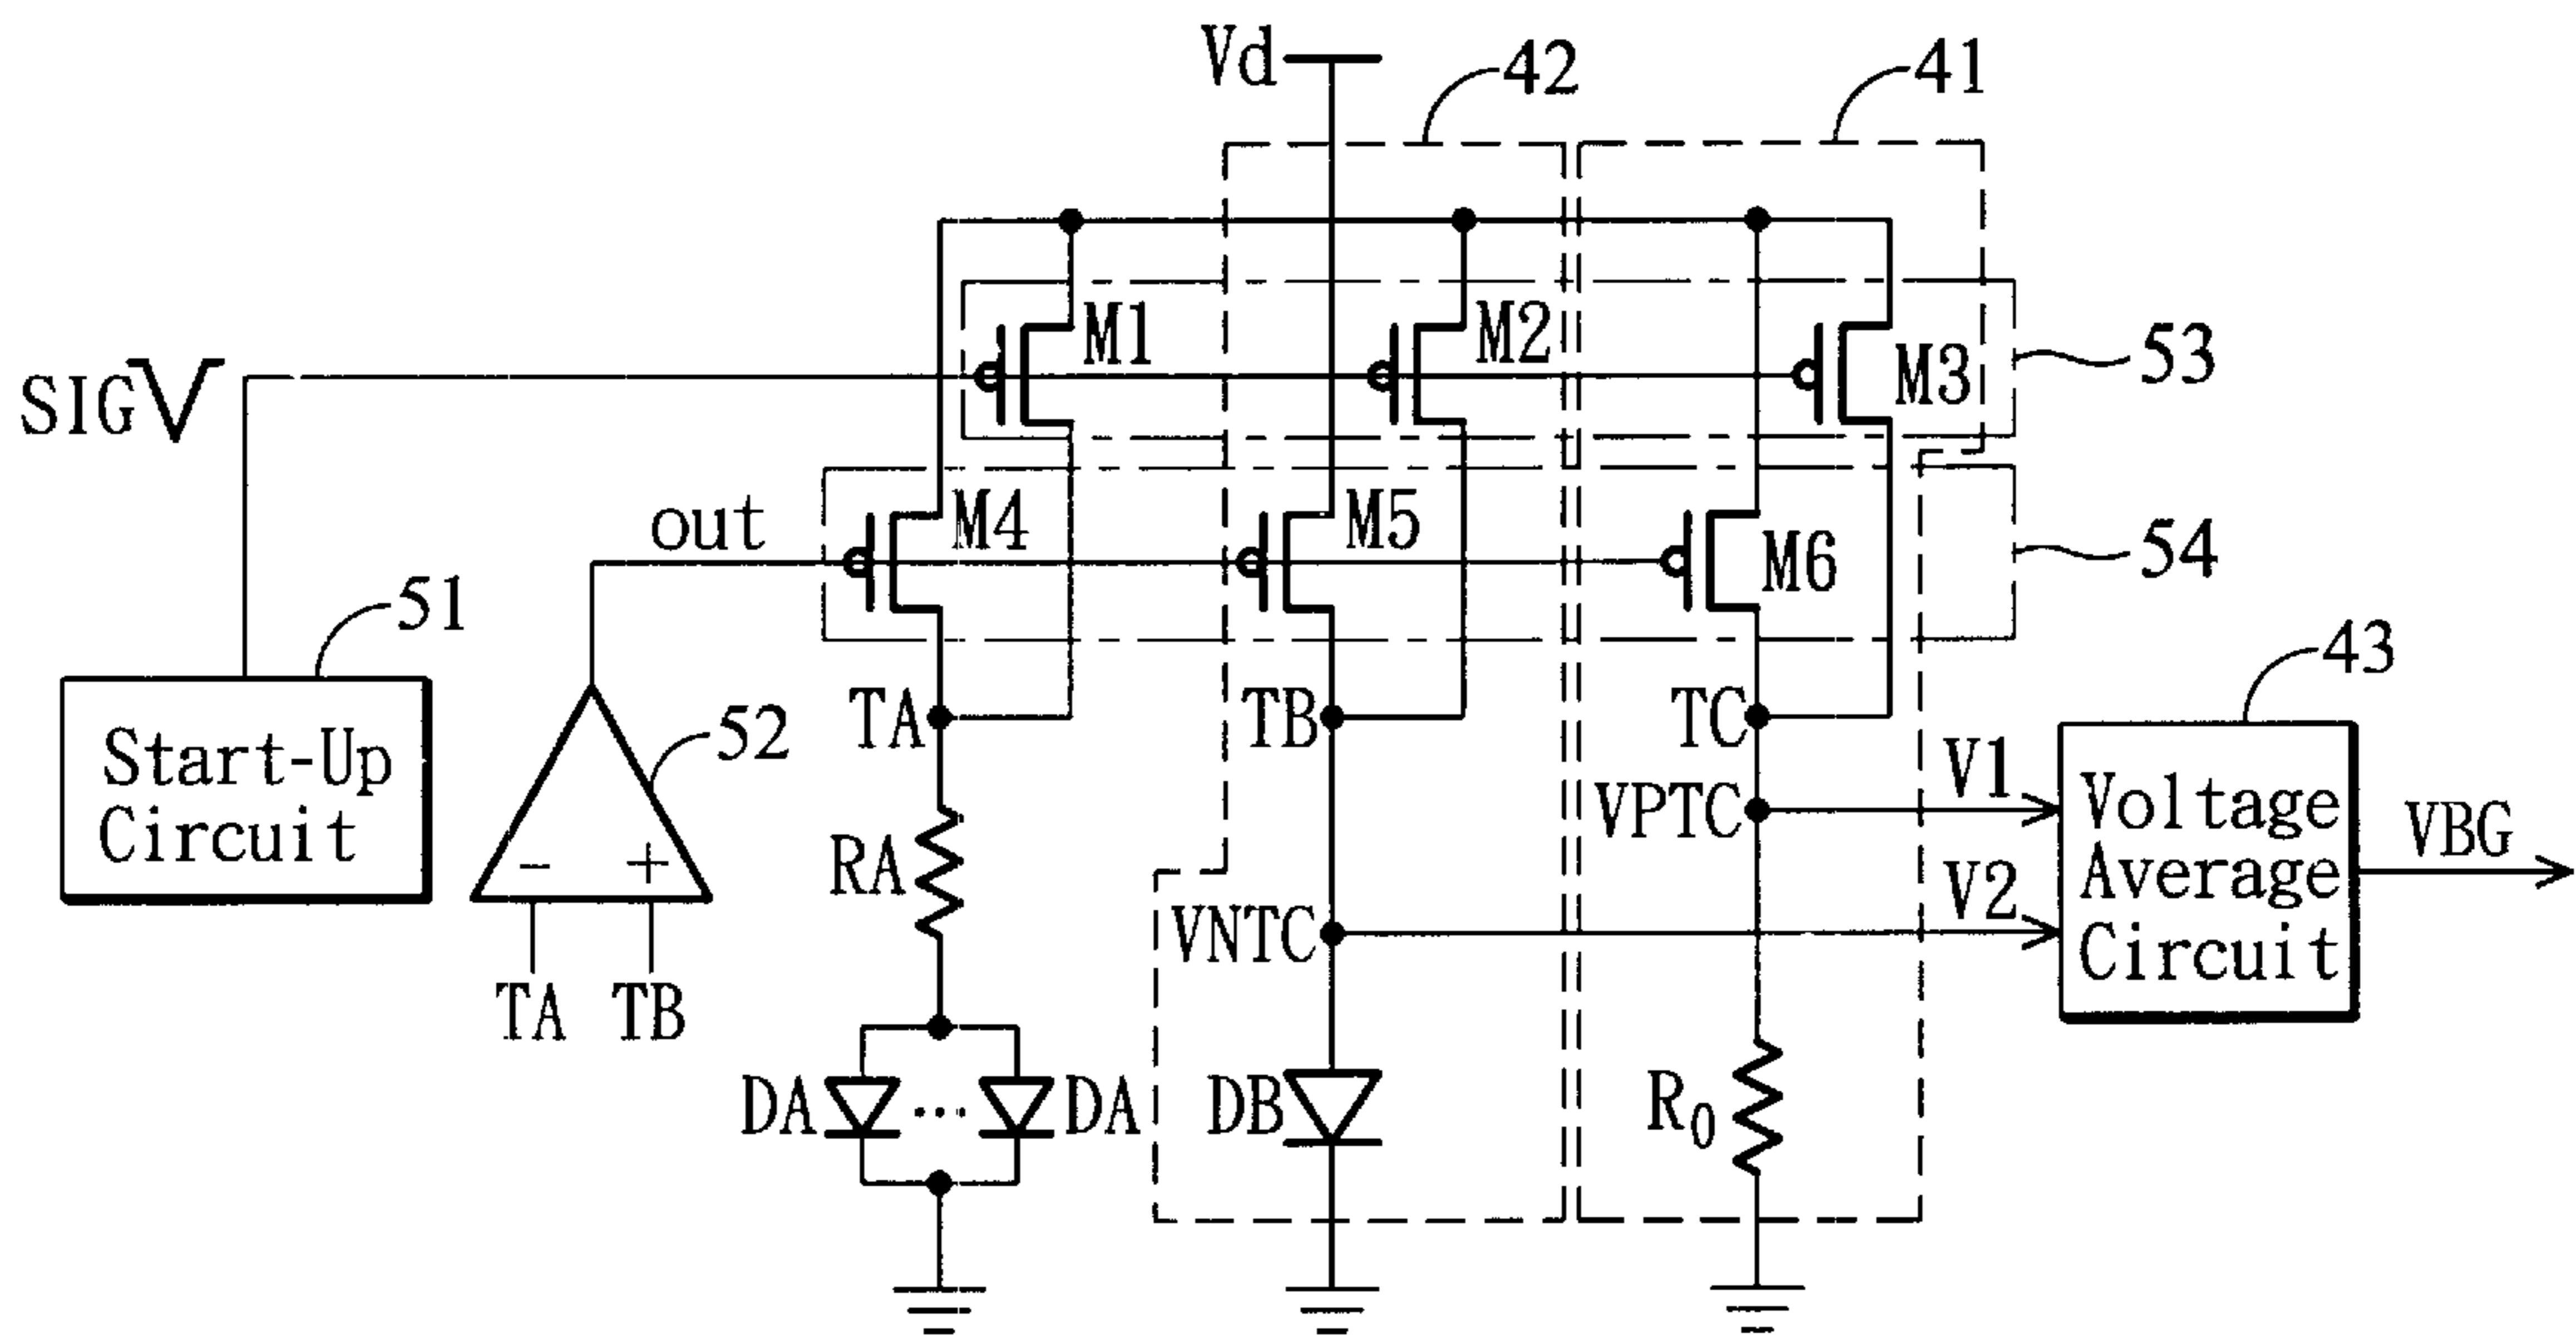 Vd
42
41
M1
M2
M3
53
SIG
out
M4
M5
M6
54
51
Start-Up
Circuit
52
- +
TA TB
TA
TB
TC
43
VPTC
V1
Voltage
Average
Circuit
VBG
RA
VNTC
V2
DA ... DA
DB
R0